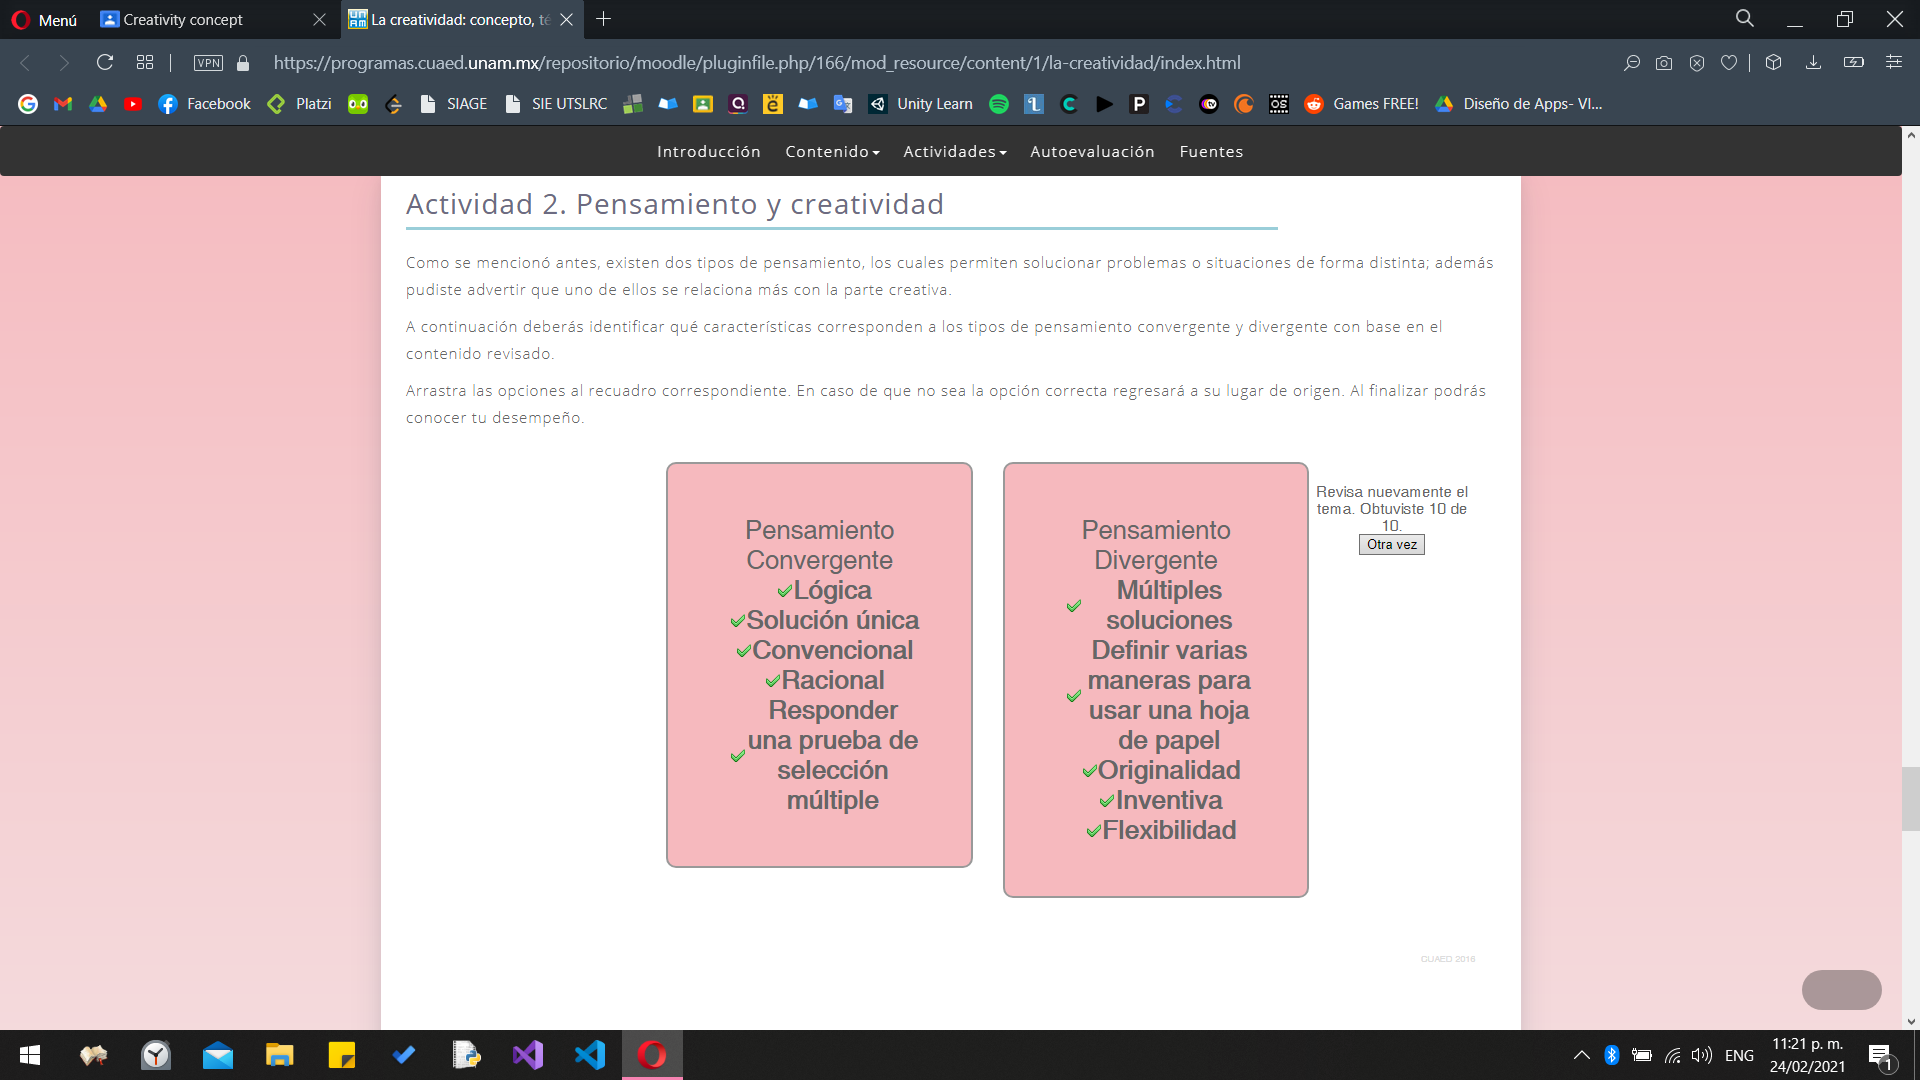 Menú
Creativity concept
La creatividad: concepto, té
VPN
https://programas.cuaed.unam.mx/repositorio/moodle/pluginfile.php/166/mod_resource/content/1/la-creatividad/index.html
Facebook
Platzi
SIAGE
SIE UTSLRC
Unity Learn
Games FREE!
Diseño de Apps- VI...
Introducción
Contenido
Actividades
Autoevaluación
Fuentes
Actividad 2. Pensamiento y creatividad
Como se mencionó antes, existen dos tipos de pensamiento, los cuales permiten solucionar problemas o situaciones de forma distinta; además
pudiste advertir que uno de ellos se relaciona más con la parte creativa.
A continuación deberás identificar qué características corresponden a los tipos de pensamiento convergente y divergente con base en el
contenido revisado.
Arrastra las opciones al recuadro correspondiente. En caso de que no sea la opción correcta regresará a su lugar de origen. Al finalizar podrás
conocer tu desempeño.
Pensamiento
Convergente
Lógica
Solución única
Convencional
Racional
Responder
una prueba de
selección
múltiple
Pensamiento
Divergente
Múltiples
soluciones
Definir varias
maneras para
usar una hoja
de papel
Originalidad
Inventiva
Flexibilidad
Revisa nuevamente el
tema. Obtuviste 10 de
10.
Otra vez
CUAED 2016
ENG
11:21 p. m.
24/02/2021
1